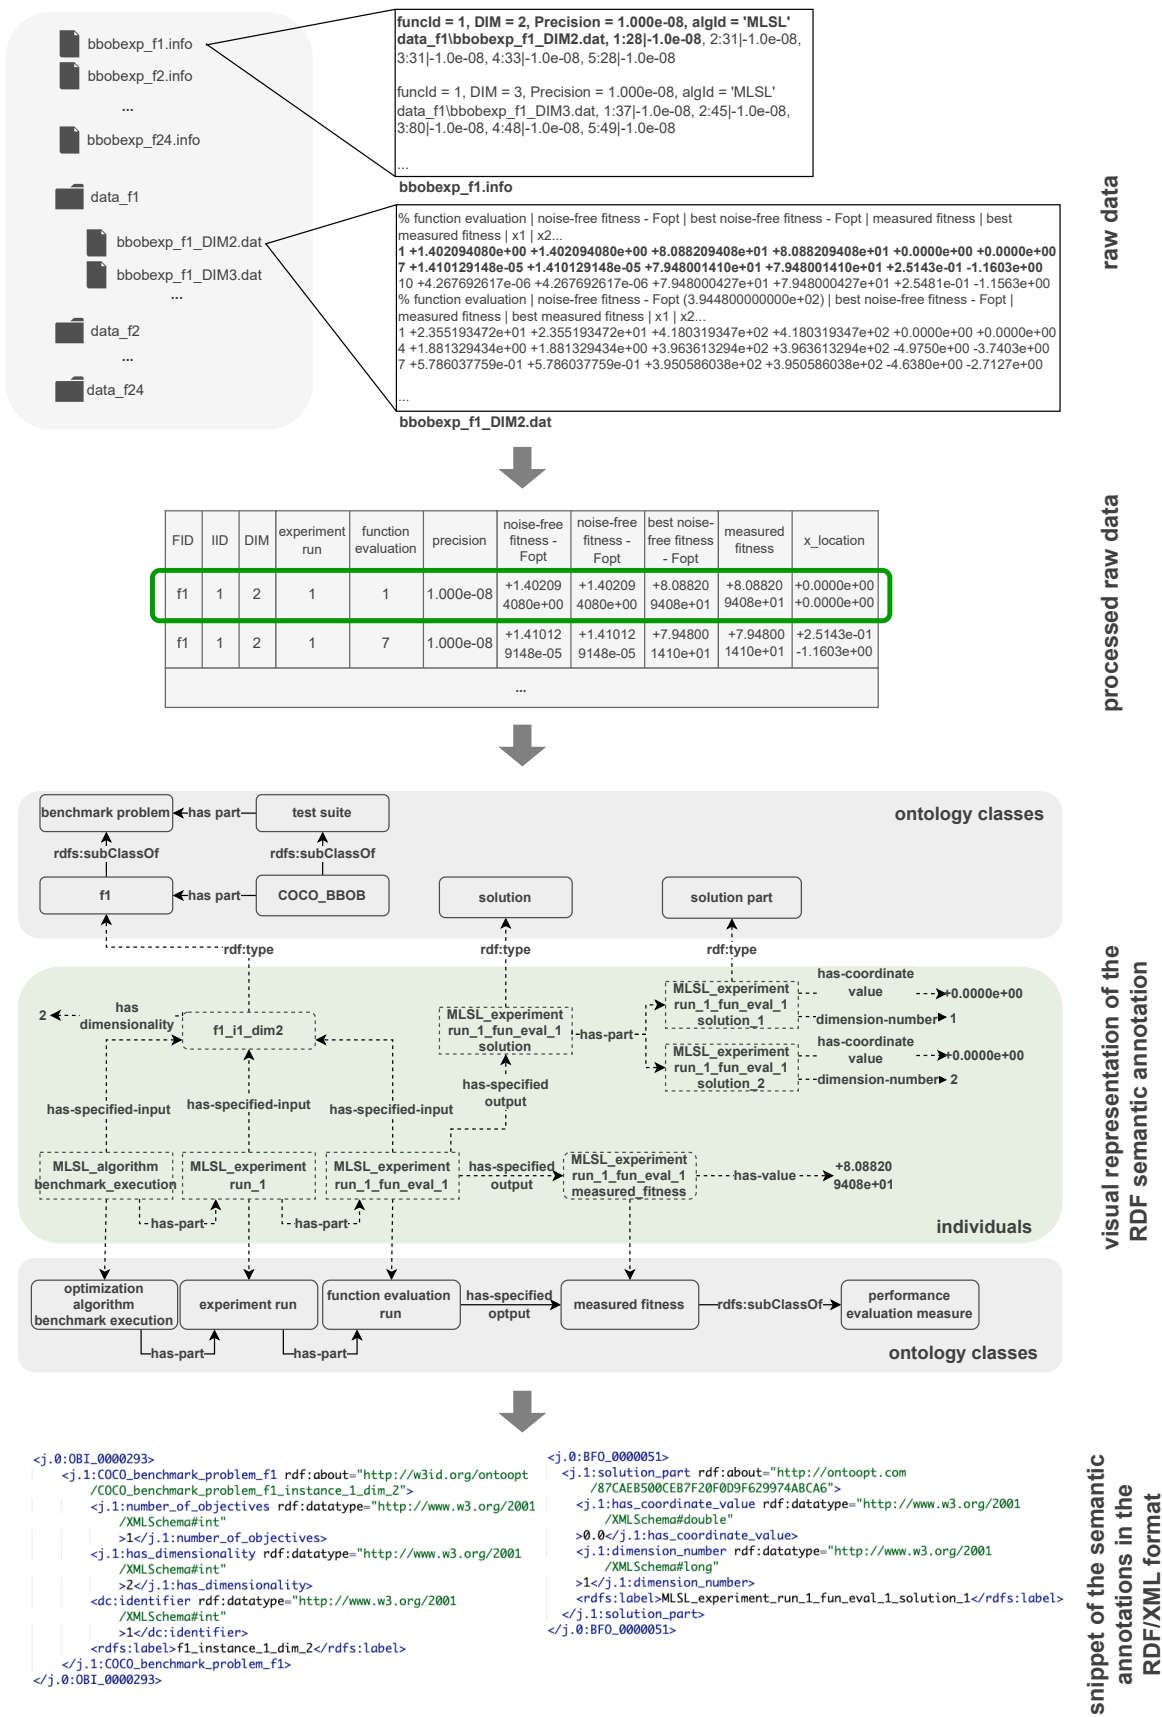 bbobexp_f1.info
bbobexp_f2.info
...
bbobexp_f24.info
data_f1
bbobexp_f1_DIM2.dat
bbobexp_f1_DIM3.dat
...
data_f2
...
data_f24
funcId = 1, DIM = 2, Precision = 1.000e-08, algId = 'MLSL'
data_f1\bbobexp_f1_DIM2.dat, 1:28|-1.0e-08, 2:31|-1.0e-08,
3:31|-1.0e-08, 4:33|-1.0e-08, 5:28|-1.0e-08
funcId = 1, DIM = 3, Precision = 1.000e-08, algId = 'MLSL'
data_f1\bbobexp_f1_DIM3.dat, 1:37|-1.0e-08, 2:45|-1.0e-08,
3:80|-1.0e-08, 4:48|-1.0e-08, 5:49|-1.0e-08
...
bbobexp_f1.info
% function evaluation | noise-free fitness - Fopt | best noise-free fitness - Fopt | measured fitness | best
measured fitness | x1 | x2...
1 +1.402094080e+00 +1.402094080e+00 +8.088209408e+01 +8.088209408e+01 +0.0000e+00 +0.0000e+00
7 +1.410129148e-05 +1.410129148e-05 +7.948001410e+01 +7.948001410e+01 +2.5143e-01 -1.1603e+00
10 +4.267692617e-06 +4.267692617e-06 +7.948000427e+01 +7.948000427e+01 +2.5481e-01 -1.1563e+00
% function evaluation | noise-free fitness - Fopt (3.944800000000e+02) | best noise-free fitness - Fopt |
measured fitness | best measured fitness | x1 | x2...
1 +2.355193472e+01 +2.355193472e+01 +4.180319347e+02 +4.180319347e+02 +0.0000e+00 +0.0000e+00
4 +1.881329434e+00 +1.881329434e+00 +3.963613294e+02 +3.963613294e+02 -4.9750e+00 -3.7403e+00
7 +5.786037759e-01 +5.786037759e-01 +3.950586038e+02 +3.950586038e+02 -4.6380e+00 -2.7127e+00
...
bbobexp_f1_DIM2.dat
raw data
FID IID DIM experiment run function evaluation precision noise-free fitness - Fopt noise-free fitness - Fopt best noise-free fitness - Fopt measured fitness x_location
f1 1 2 1 1 1.000e-08 +1.40209 4080e+00 +1.40209 4080e+00 +8.08820 9408e+01 +8.08820 9408e+01 +0.0000e+00 +0.0000e+00
f1 1 2 1 7 1.000e-08 +1.41012 9148e-05 +1.41012 9148e-05 +7.94800 1410e+01 +7.94800 1410e+01 +2.5143e-01 -1.1603e+00
...
processed raw data
benchmark problem
has part
test suite
ontology classes
rdfs:subClassOf
rdfs:subClassOf
f1
has part
COCO_BBOB
solution
solution part
rdf:type
rdf:type
rdf:type
2
has
dimensionality
f1_i1_dim2
MLSL_experiment
run_1_fun_eval_1
solution
has-part
MLSL_experiment
run_1_fun_eval_1
solution_1
has-coordinate
value
+0.0000e+00
dimension-number
1
MLSL_experiment
run_1_fun_eval_1
solution_2
has-coordinate
value
+0.0000e+00
dimension-number
2
has-specified-input
has-specified-input
has-specified-input
has-specified
output
MLSL_algorithm
benchmark_execution
MLSL_experiment
run_1
MLSL_experiment
run_1_fun_eval_1
has-specified
output
MLSL_experiment
run_1_fun_eval_1
measured_fitness
has-value
+8.08820
9408e+01
has-part
has-part
individuals
optimization
algorithm
benchmark execution
experiment run
function evaluation
run
has-specified
optput
measured fitness
rdfs:subClassOf
performance
evaluation measure
has-part
has-part
ontology classes
visual representation of the
RDF semantic annotation
<j.0:OBI_0000293>
<j.1:COCO_benchmark_problem_f1 rdf:about="http://w3id.org/ontoopt
/COCO_benchmark_problem_f1_instance_1_dim_2">
<j.1:number_of_objectives rdf:datatype="http://www.w3.org/2001
/XMLSchema#int"
>1</j.1:number_of_objectives>
<j.1:has_dimensionality rdf:datatype="http://www.w3.org/2001
/XMLSchema#int"
>2</j.1:has_dimensionality>
<dc:identifier rdf:datatype="http://www.w3.org/2001
/XMLSchema#int"
>1</dc:identifier>
<rdfs:label>f1_instance_1_dim_2</rdfs:label>
</j.1:COCO_benchmark_problem_f1>
</j.0:OBI_0000293>
<j.0:BFO_0000051>
<j.1:solution_part rdf:about="http://ontoopt.com
/87CAEB500CEB7F20F0D9F629974ABCA6">
<j.1:has_coordinate_value rdf:datatype="http://www.w3.org/2001
/XMLSchema#double"
>0.0</j.1:has_coordinate_value>
<j.1:dimension_number rdf:datatype="http://www.w3.org/2001
/XMLSchema#long"
>1</j.1:dimension_number>
<rdfs:label>MLSL_experiment_run_1_fun_eval_1_solution_1</rdfs:label>
</j.1:solution_part>
</j.0:BFO_0000051>
snippet of the semantic
annotations in the
RDF/XML format